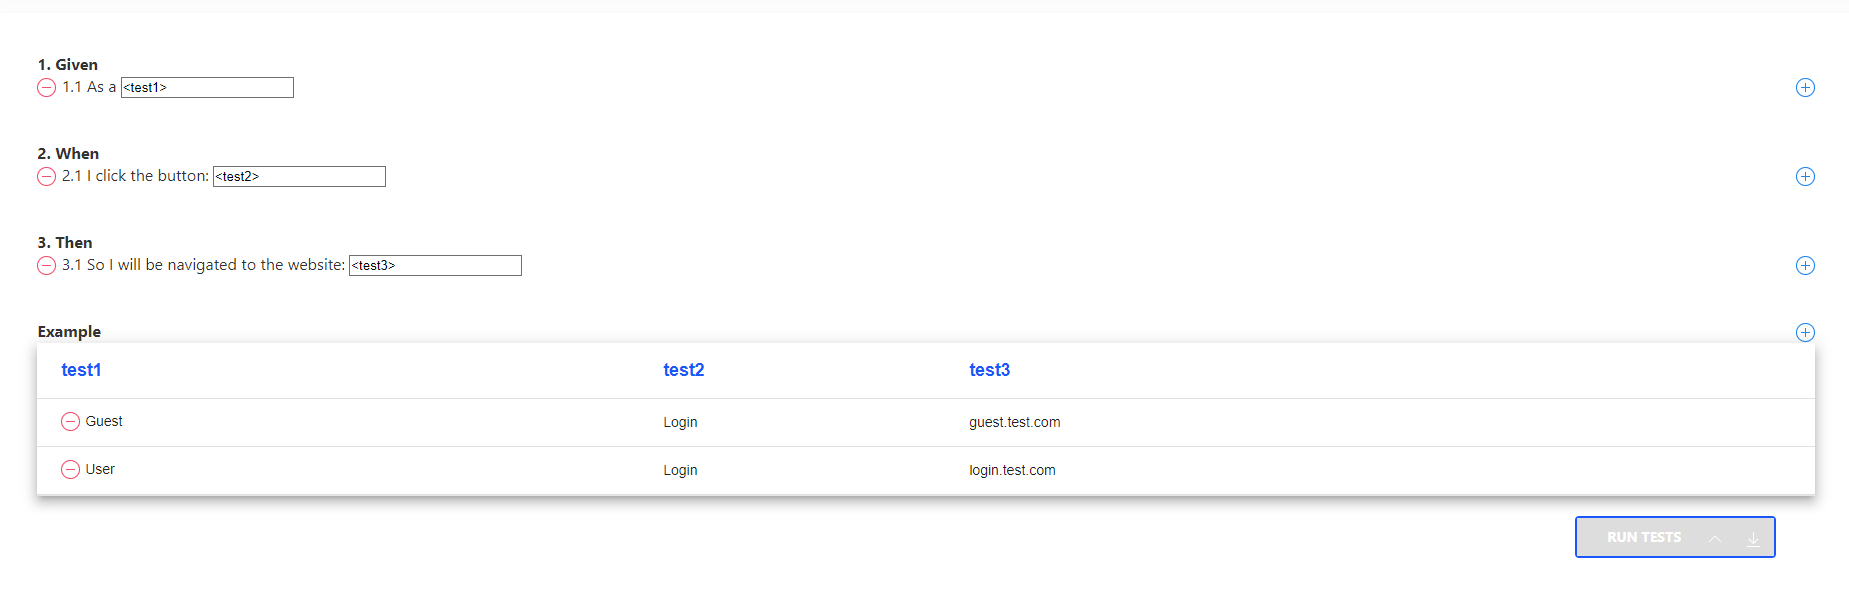 1. Given
1.1 As a <test1>
2. When
2.1 I click the button: <test2>
3. Then
3.1 So I will be navigated to the website: <test3>
Example
test1 test2 test3
Guest Login guest.test.com
User Login login.test.com
RUN TESTS